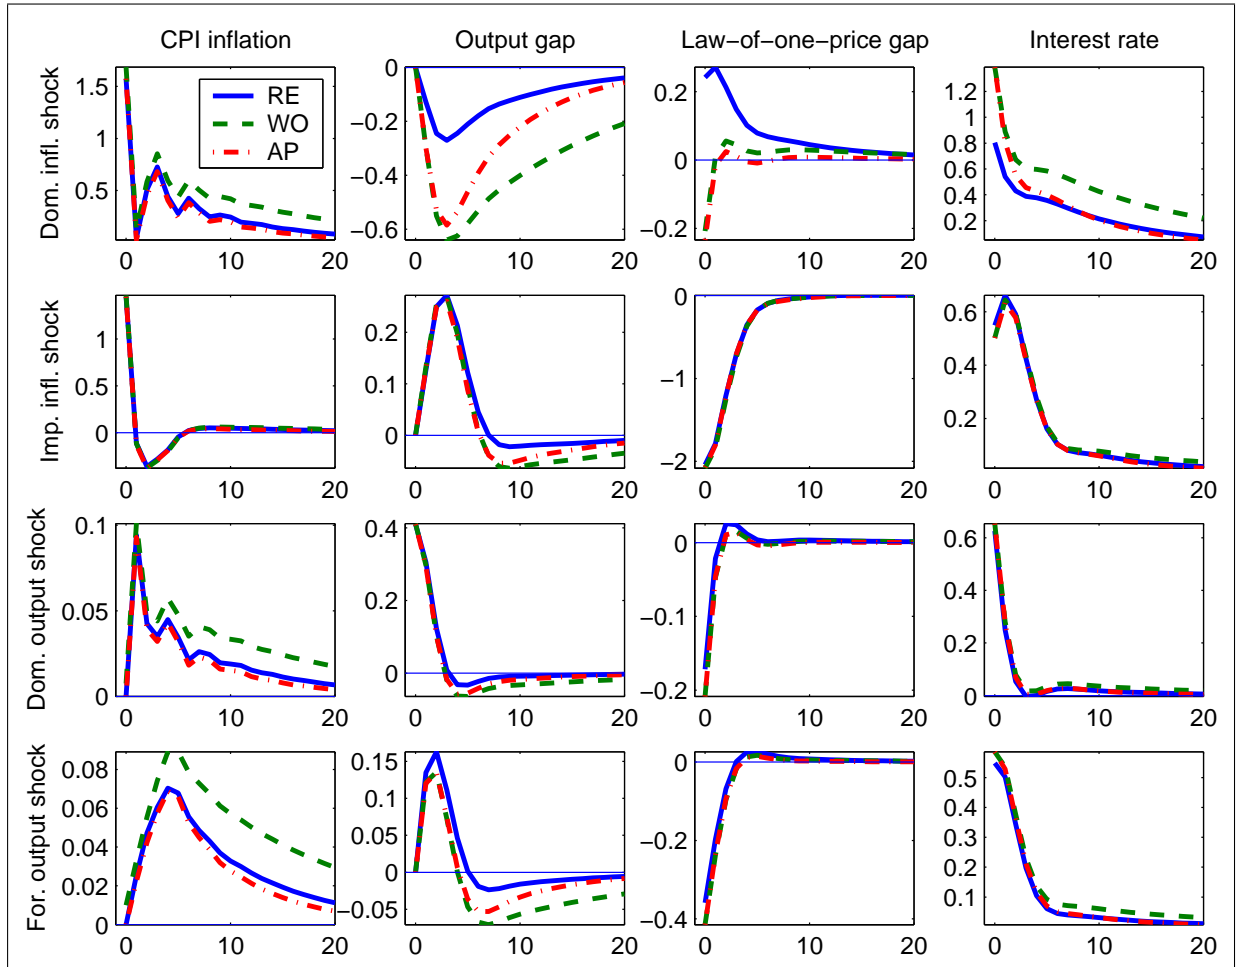 CPI inflation Output gap Law-of-one-price gap Interest rate
Dom. infl. shock
1.5
0.5
RE
WO
AP
0 10 20
0
-0.2
-0.4
-0.6
0 10 20
0.2
0
-0.2
0 10 20
1.2
1
0.8
0.6
0.4
0.2
0 10 20
Imp. infl. shock
1
0.5
0
0 10 20
0.2
0.1
0
0 10 20
0
-1
-2
0 10 20
0.6
0.4
0.2
0 10 20
Dom. output shock
0.1
0.05
0
0 10 20
0.4
0.2
0
0 10 20
0
-0.1
-0.2
0 10 20
0.6
0.4
0.2
0
0 10 20
For. output shock
0.08
0.06
0.04
0.02
0
0 10 20
0.15
0.1
0.05
0
-0.05
0 10 20
0
-0.2
-0.4
0 10 20
0.5
0.4
0.3
0.2
0.1
0 10 20